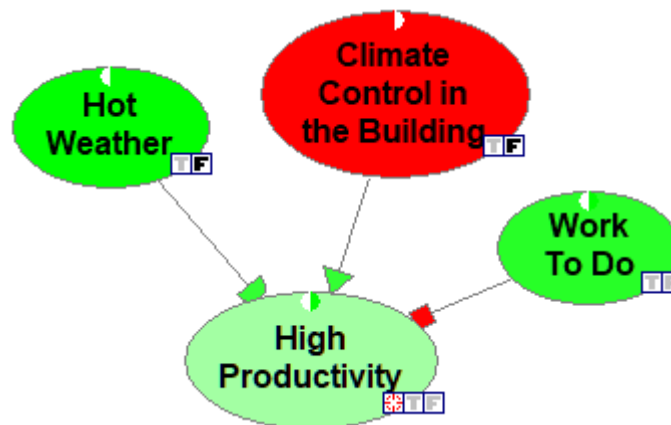 Hot
Weather
T F
Climate
Control in
the Building
T F
Work
To Do
T F
High
Productivity
T F